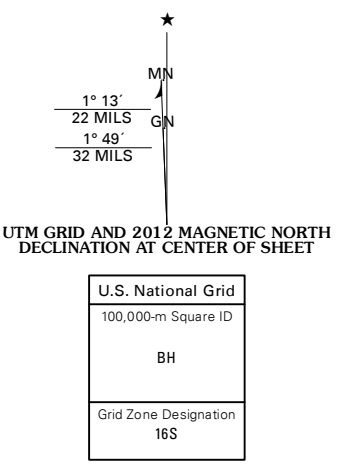 ★
MN
1° 13´
22 MILS
GN
1° 49´
32 MILS
UTM GRID AND 2012 MAGNETIC NORTH
DECLINATION AT CENTER OF SHEET
U.S. National Grid
100,000-m Square ID
BH
Grid Zone Designation
16S